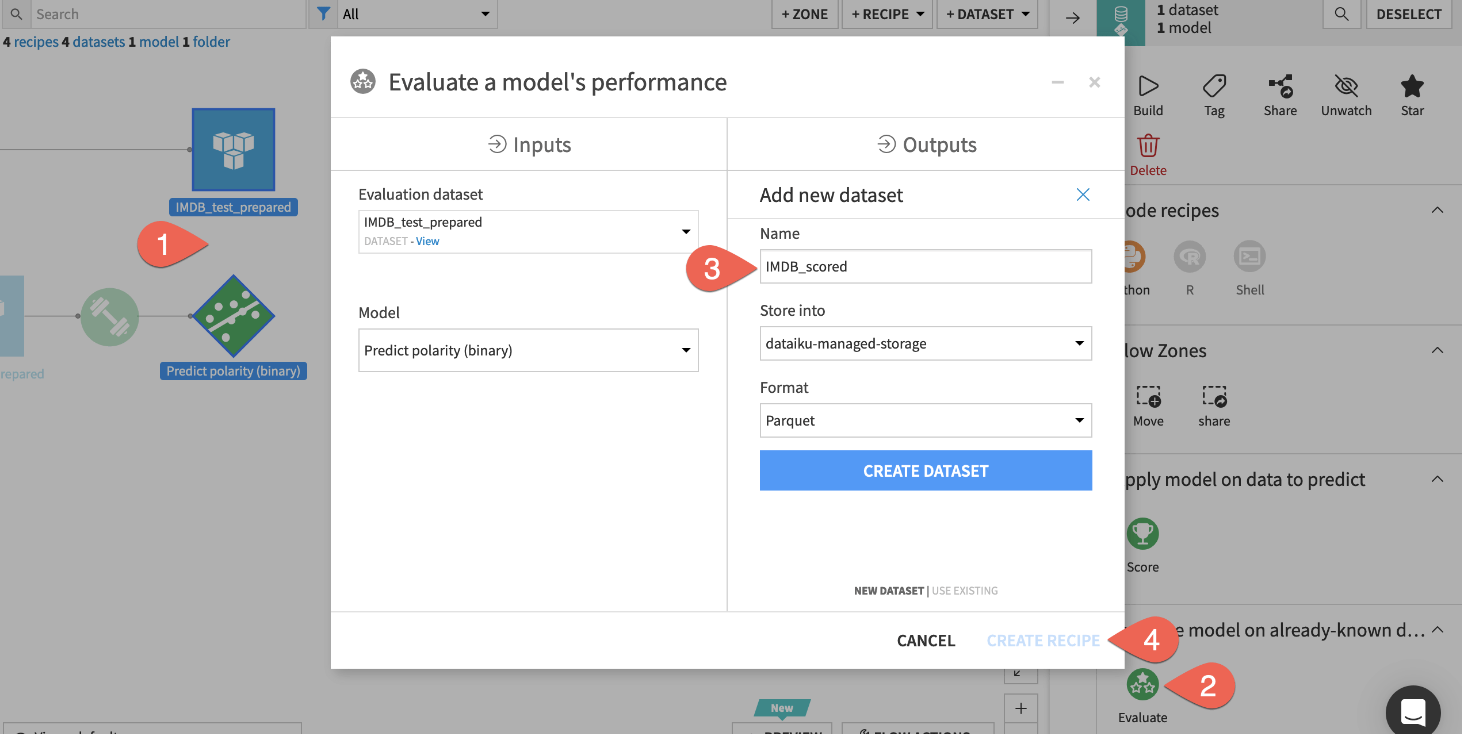 Search
All
+ ZONE
+ RECIPE
+ DATASET
1 dataset
1 model
DESELECT
4 recipes 4 datasets 1 model 1 folder
Evaluate a model's performance
Inputs
Outputs
Evaluation dataset
IMDB_test_prepared
DATASET - View
Model
Predict polarity (binary)
Add new dataset
Name
IMDB_scored
Store into
dataiku-managed-storage
Format
Parquet
CREATE DATASET
NEW DATASET | USE EXISTING
CANCEL
CREATE RECIPE
IMDB_test_prepared
Predict polarity (binary)
repared
1
3
4
2
Build
Tag
Share
Unwatch
Star
Delete
ode recipes
thon
R
Shell
low Zones
Move
share
pply model on data to predict
Score
e model on already-known d...
Evaluate
New